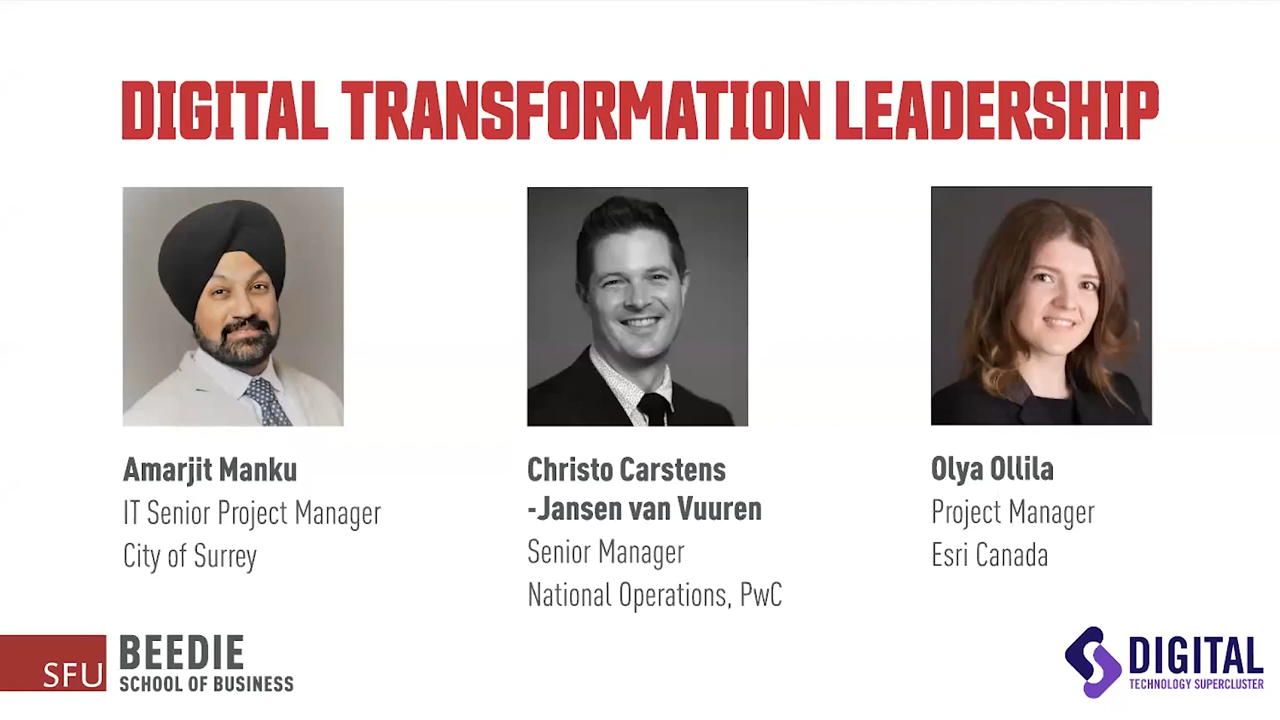 DIGITAL TRANSFORMATION LEADERSHIP
Amarjit Manku
IT Senior Project Manager
City of Surrey
Christo Carstens
-Jansen van Vuuren
Senior Manager
National Operations, PwC
Olya Ollila
Project Manager
Esri Canada
SFU
BEEDIE
SCHOOL OF BUSINESS
DIGITAL
TECHNOLOGY SUPERCLUSTER